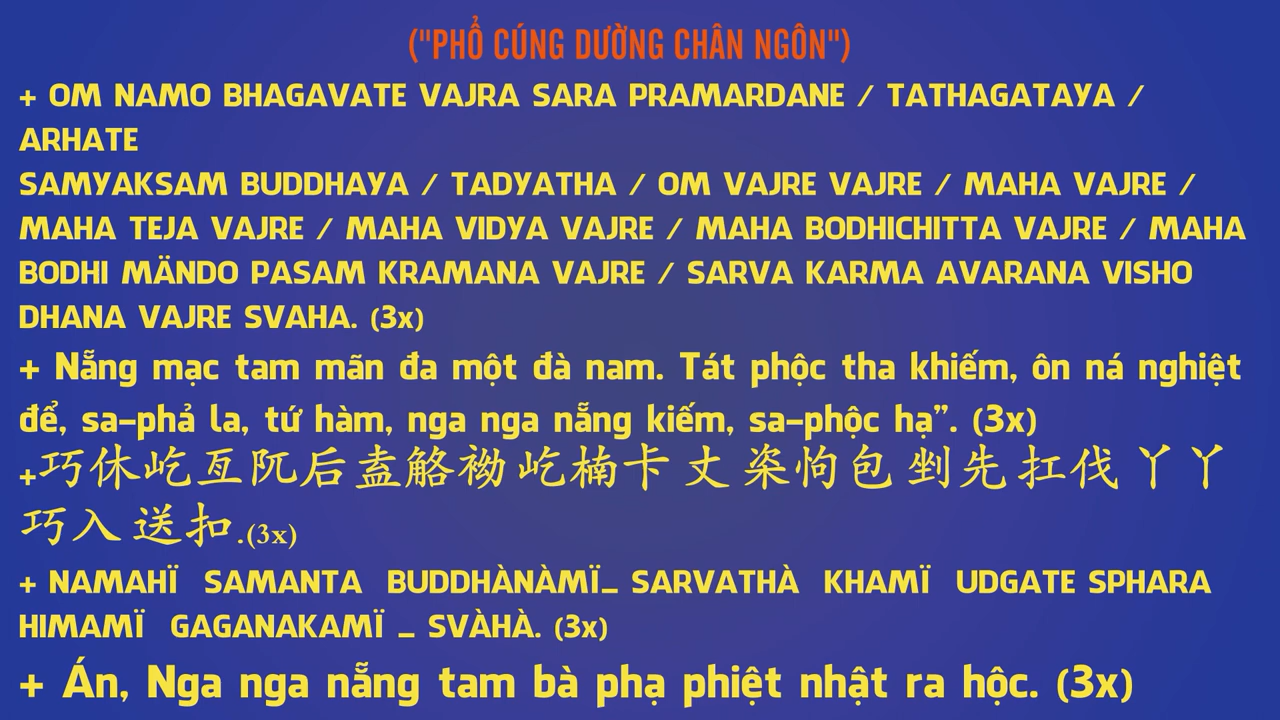 ("PHỔ CÚNG DƯỜNG CHÂN NGÔN")
+ OM NAMO BHAGAVATE VAJRA SARA PRAMARDANE / TATHAGATAYA /
ARHATE
SAMYAKSAM BUDDHAYA / TADYATHA / OM VAJRE VAJRE / MAHA VAJRE /
MAHA TEJA VAJRE / MAHA VIDYA VAJRE / MAHA BODHICHITTA VAJRE / MAHA
BODHI MÄNDO PASAM KRAMANA VAJRE / SARVA KARMA AVARANA VISHO
DHANA VAJRE SVAHA. (3x)
+ Nẵng mạc tam mãn đa một đà nam. Tát phộc tha khiếm, ôn ná nghiệt
để, sa-phả la, tứ hàm, nga nga nẵng kiếm, sa-phộc hạ”. (3x)
+巧休屹亙阢后盍觡袎屹楠卡丈 栥怐包 剉先扛伐 丫丫
巧入送扣.(3x)
+ NAMAHÏ SAMANTA BUDDHÀNÀMÏ_ SARVATHÀ KHAMÏ UDGATE SPHARA
HIMAMÏ GAGANAKAMÏ _ SVÀHÀ. (3x)
+ Án, Nga nga nẵng tam bà phạ phiệt nhật ra hộc. (3x)